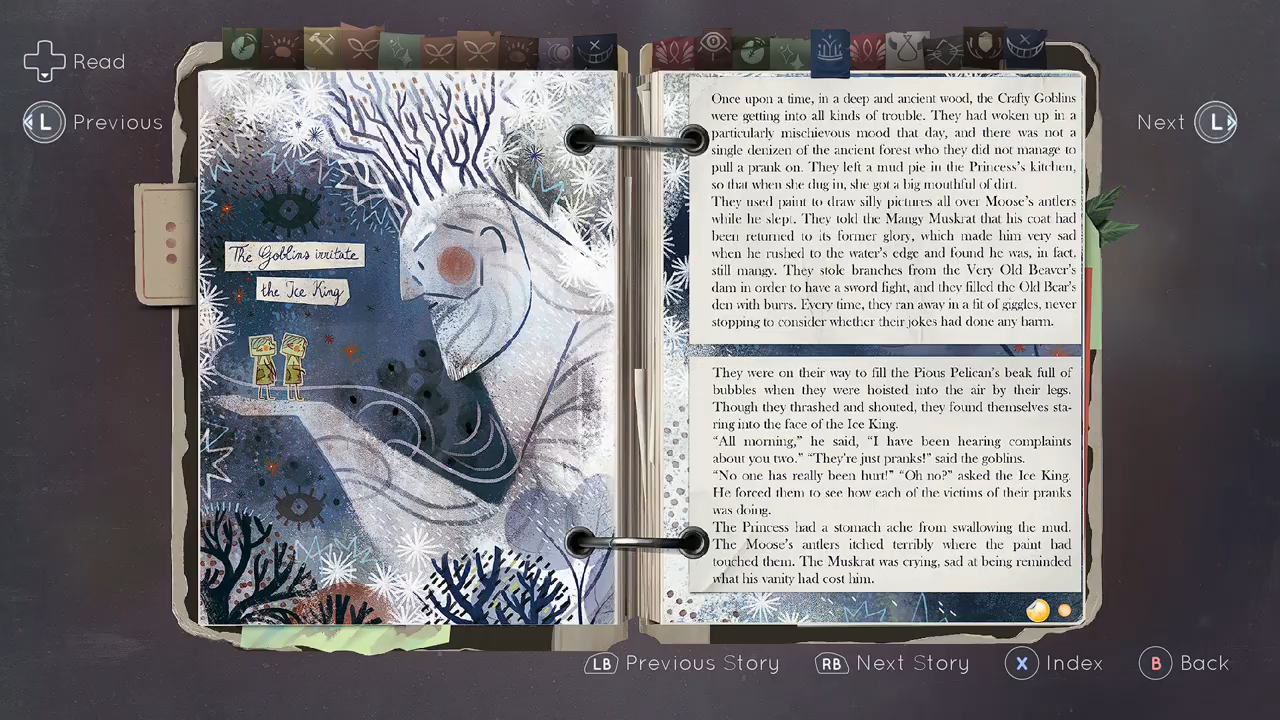 Read
L
Previous
Next
L
The Goblins irritate
the Ice King
Once upon a time, in a deep and ancient wood, the Crafty Goblins
were getting into all kinds of trouble. They had woken up in a
particularly mischievous mood that day, and there was not a
single denizen of the ancient forest who they did not manage to
pull a prank on. They left a mud pie in the Princess's kitchen,
so that when she dug in, she got a big mouthful of dirt.
They used paint to draw silly pictures all over Moose's antlers
while he slept. They told the Mangy Muskrat that his coat had
been returned to its former glory, which made him very sad
when he rushed to the water's edge and found he was, in fact,
still mangy. They stole branches from the Very Old Beaver's
dam in order to have a sword fight, and they filled the Old Bear's
den with burrs. Every time, they ran away in a fit of giggles, never
stopping to consider whether their jokes had done any harm.
They were on their way to fill the Pious Pelican's beak full of
bubbles when they were hoisted into the air by their legs.
Though they thrashed and shouted, they found themselves sta-
ring into the face of the Ice King.
“All morning,” he said, “I have been hearing complaints
about you two.” “They're just pranks!” said the goblins.
“No one has really been hurt!” “Oh no?” asked the Ice King.
He forced them to see how each of the victims of their pranks
was doing.
The Princess had a stomach ache from swallowing the mud.
The Moose's antlers itched terribly where the paint had
touched them. The Muskrat was crying, sad at being reminded
what his vanity had cost him.
LB Previous Story RB Next Story X Index B Back